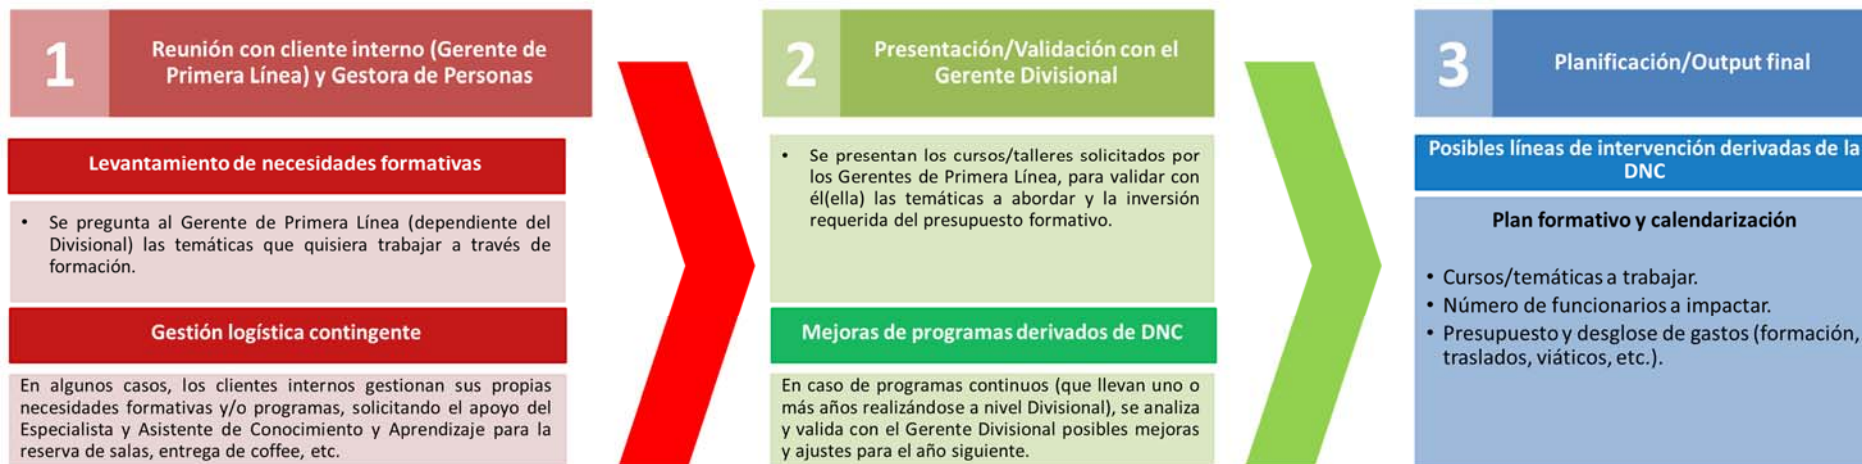 1
Reunión con cliente interno (Gerente de
Primera Línea) y Gestora de Personas
Levantamiento de necesidades formativas
• Se pregunta al Gerente de Primera Línea (dependiente del
Divisional) las temáticas que quisiera trabajar a través de
formación.
Gestión logística contingente
En algunos casos, los clientes internos gestionan sus propias
necesidades formativas y/o programas, solicitando el apoyo del
Especialista y Asistente de Conocimiento y Aprendizaje para la
reserva de salas, entrega de coffee, etc.
2
Presentación/Validación con el
Gerente Divisional
• Se presentan los cursos/talleres solicitados por
los Gerentes de Primera Línea, para validar con
él(ella) las temáticas a abordar y la inversión
requerida del presupuesto formativo.
Mejoras de programas derivados de DNC
En caso de programas continuos (que llevan uno o
más años realizándose a nivel Divisional), se analiza
y valida con el Gerente Divisional posibles mejoras
y ajustes para el año siguiente.
3
Planificación/Output final
Posibles líneas de intervención derivadas de la
DNC
Plan formativo y calendarización
• Cursos/temáticas a trabajar.
• Número de funcionarios a impactar.
• Presupuesto y desglose de gastos (formación,
traslados, viáticos, etc.).